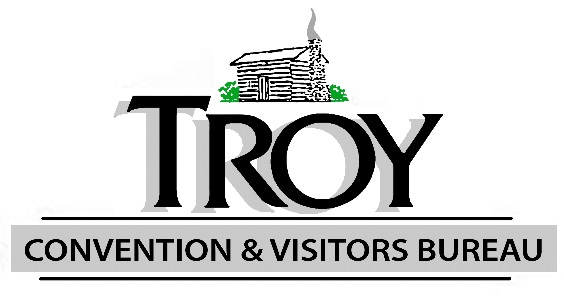 TROY
CONVENTION & VISITORS BUREAU